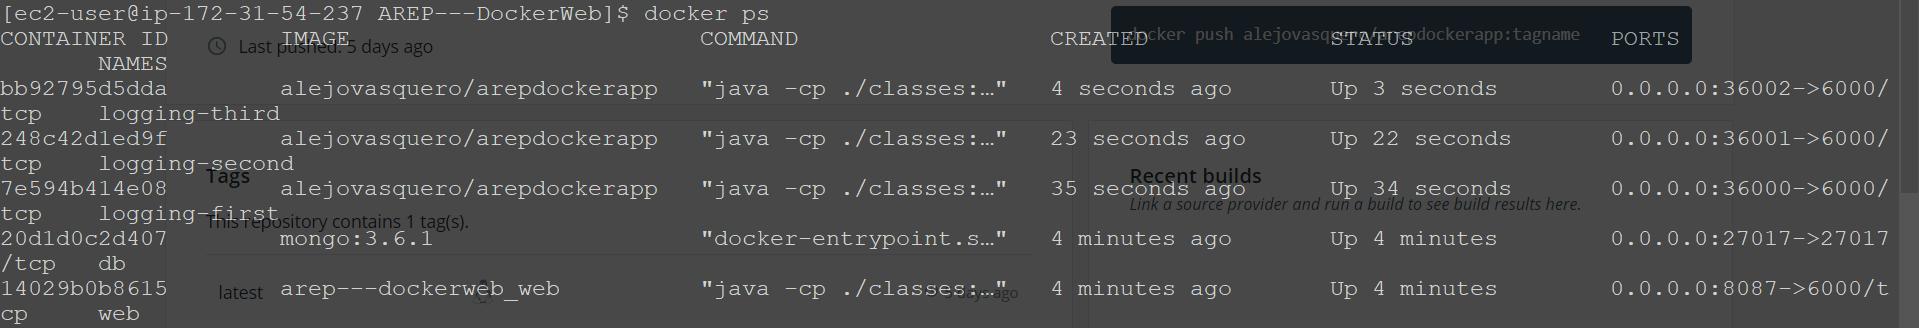 [ec2-user@ip-172-31-54-237 AREP---DockerWeb]$ docker ps
CONTAINER ID IMAGE COMMAND CREATED STATUS PORTS
NAMES
bb92795d5dda alejovasquero/arepdockerapp "java -cp ./classes:…" 4 seconds ago Up 3 seconds 0.0.0.0:36002->6000/
tcp logging-third
248c42d1ed9f alejovasquero/arepdockerapp "java -cp ./classes:…" 23 seconds ago Up 22 seconds 0.0.0.0:36001->6000/
tcp logging-second
7e594b414e08 alejovasquero/arepdockerapp "java -cp ./classes:…" 35 seconds ago Up 34 seconds 0.0.0.0:36000->6000/
tcp logging-first
20d1d0c2d407 mongo:3.6.1 "docker-entrypoint.s…" 4 minutes ago Up 4 minutes 0.0.0.0:27017->27017
/tcp db
14029b0b8615 arep---dockerweb_web "java -cp ./classes:…" 4 minutes ago Up 4 minutes 0.0.0.0:8087->6000/t
cp web
Last pushed: 5 days ago
docker push alejovasquero/arepdockerapp:tagname
Tags
This repository contains 1 tag(s).
latest
days ago
Recent builds
Link a source provider and run a build to see build results here.